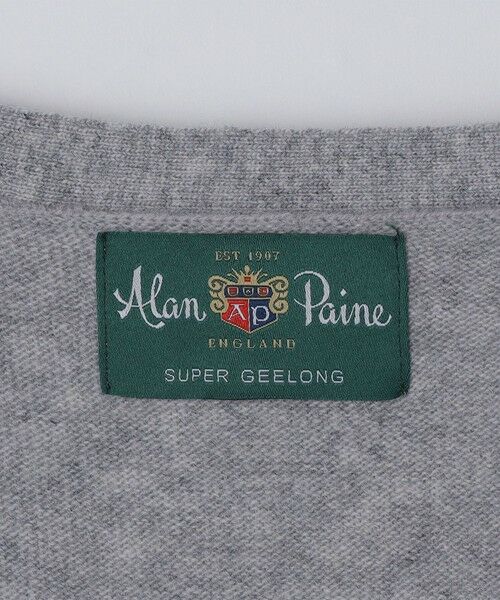 EST 1907
Alan AP Paine
ENGLAND
SUPER GEELONG